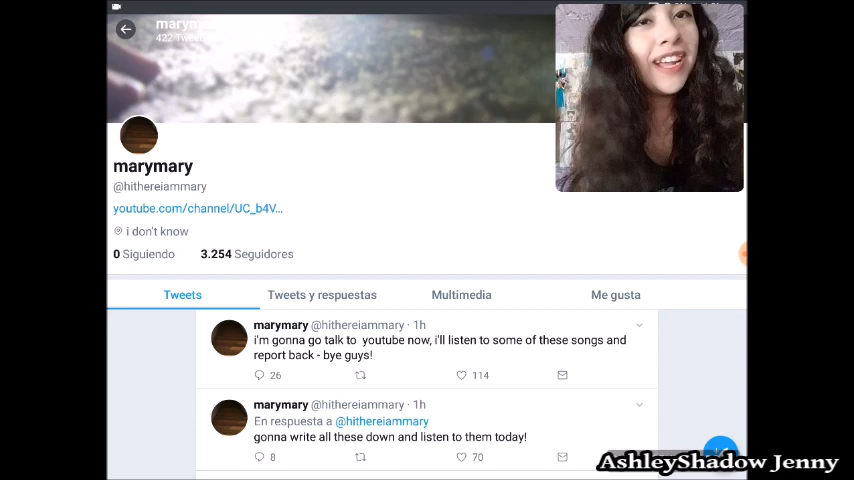 marymary
@hithereiammary
youtube.com/channel/UC_b4V...
i don't know
0 Siguiendo 3.254 Seguidores
Tweets Tweets y respuestas Multimedia Me gusta
marymary @hithereiammary · 1h
i'm gonna go talk to youtube now, i'll listen to some of these songs and
report back - bye guys!
26 114
marymary @hithereiammary · 1h
En respuesta a @hithereiammary
gonna write all these down and listen to them today!
8 70
AshleyShadow Jenny